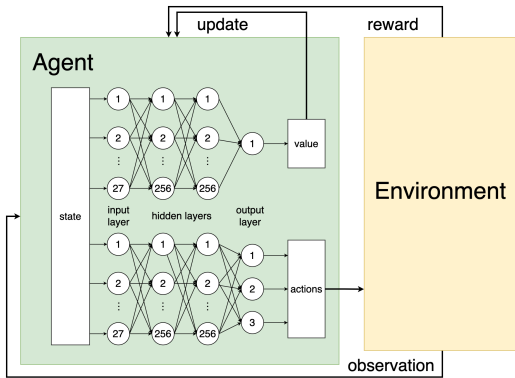 update
reward
Agent
1 1 1
2 2 2
⋮ ⋮ ⋮
27 256 256
1
value
state
input
layer
hidden layers
output
layer
1 1 1
2 2 2
⋮ ⋮ ⋮
27 256 256
1
2
3
actions
Environment
observation